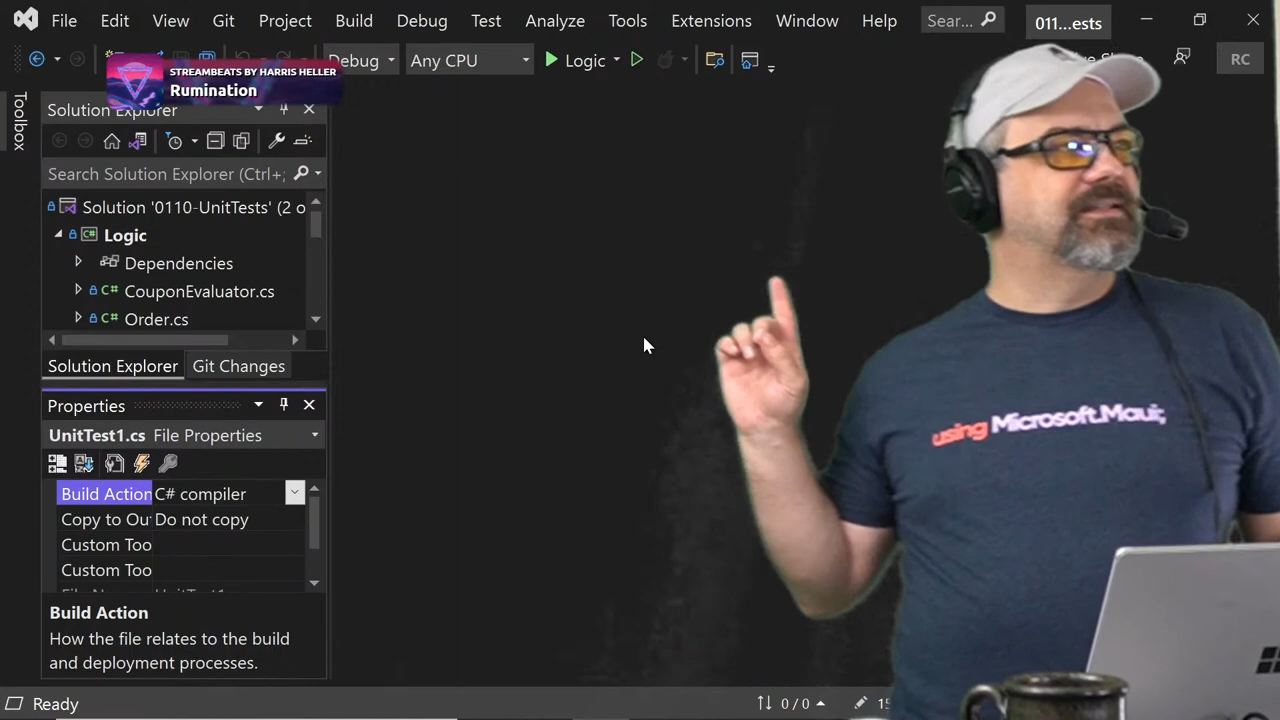 File Edit View Git Project Build Debug Test Analyze Tools Extensions Window Help Sear... 011...ests
Debug Any CPU Logic RC
STREAMBEATS BY HARRIS HELLER
Rumination
Toolbox
Solution Explorer
Search Solution Explorer (Ctrl+;
Solution '0110-UnitTests' (2 o
C# Logic
Dependencies
C# CouponEvaluator.cs
C# Order.cs
Solution Explorer Git Changes
Properties
UnitTest1.cs File Properties
Build Action C# compiler
Copy to Ou Do not copy
Custom Too
Custom Too
Build Action
How the file relates to the build
and deployment processes.
using Microsoft.Maui;
Ready 0 / 0 15